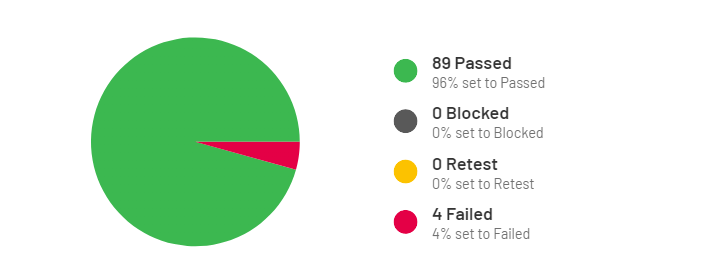 89 Passed
96% set to Passed
0 Blocked
0% set to Blocked
0 Retest
0% set to Retest
4 Failed
4% set to Failed